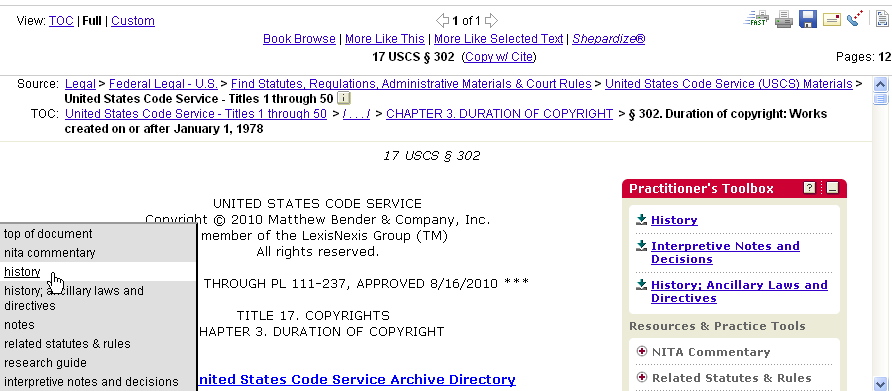 View: TOC | Full | Custom
1 of 1
FAST
Book Browse | More Like This | More Like Selected Text | Shepardize®
17 USCS § 302 (Copy w/ Cite)
Pages: 12
Source: Legal > Federal Legal - U.S. > Find Statutes, Regulations, Administrative Materials & Court Rules > United States Code Service (USCS) Materials >
United States Code Service - Titles 1 through 50 i
TOC: United States Code Service - Titles 1 through 50 > / . . . / > CHAPTER 3. DURATION OF COPYRIGHT > § 302. Duration of copyright: Works
created on or after January 1, 1978
17 USCS § 302
UNITED STATES CODE SERVICE
Copyright © 2010 Matthew Bender & Company, Inc.
member of the LexisNexis Group (TM)
All rights reserved.
THROUGH PL 111-237, APPROVED 8/16/2010 ***
TITLE 17. COPYRIGHTS
HAPTER 3. DURATION OF COPYRIGHT
nited States Code Service Archive Directory
top of document
nita commentary
history
history; ancillary laws and
directives
notes
related statutes & rules
research guide
interpretive notes and decisions
Practitioner's Toolbox ?
History
Interpretive Notes and
Decisions
History; Ancillary Laws and
Directives
Resources & Practice Tools
NITA Commentary
Related Statutes & Rules